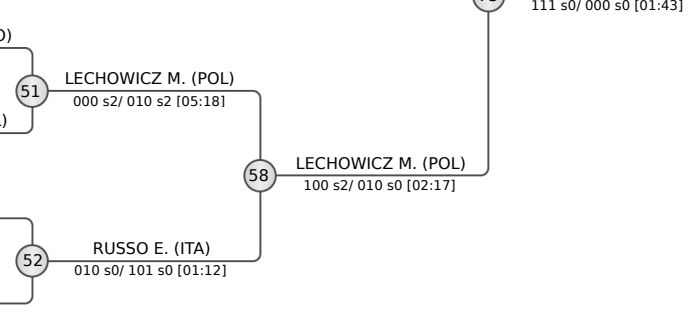 111 s0/ 000 s0 [01:43]
51
LECHOWICZ M. (POL)
000 s2/ 010 s2 [05:18]
58
LECHOWICZ M. (POL)
100 s2/ 010 s0 [02:17]
52
RUSSO E. (ITA)
010 s0/ 101 s0 [01:12]